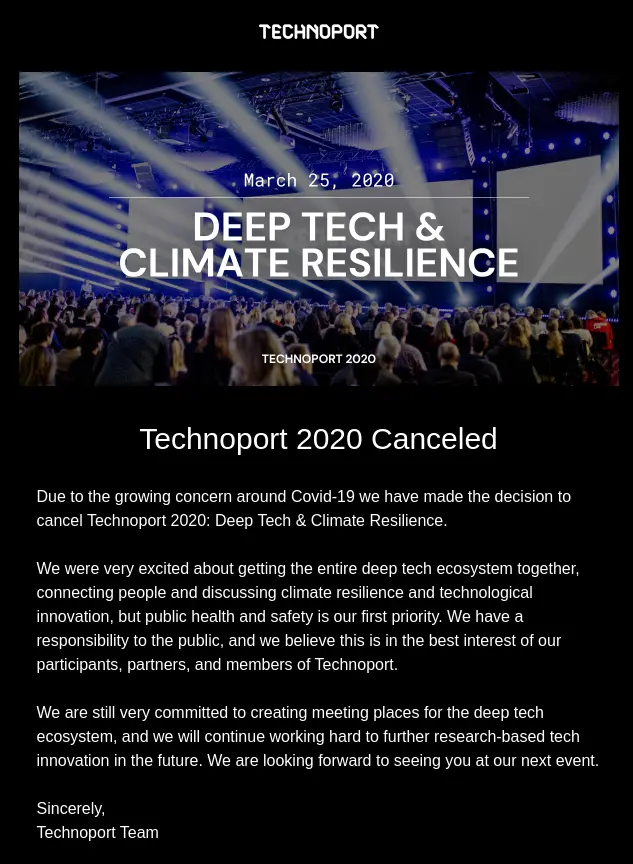 TECHNOPORT
March 25, 2020
DEEP TECH &
CLIMATE RESILIENCE
TECHNOPORT 2020
Technoport 2020 Canceled
Due to the growing concern around Covid-19 we have made the decision to
cancel Technoport 2020: Deep Tech & Climate Resilience.
We were very excited about getting the entire deep tech ecosystem together,
connecting people and discussing climate resilience and technological
innovation, but public health and safety is our first priority. We have a
responsibility to the public, and we believe this is in the best interest of our
participants, partners, and members of Technoport.
We are still very committed to creating meeting places for the deep tech
ecosystem, and we will continue working hard to further research-based tech
innovation in the future. We are looking forward to seeing you at our next event.
Sincerely,
Technoport Team